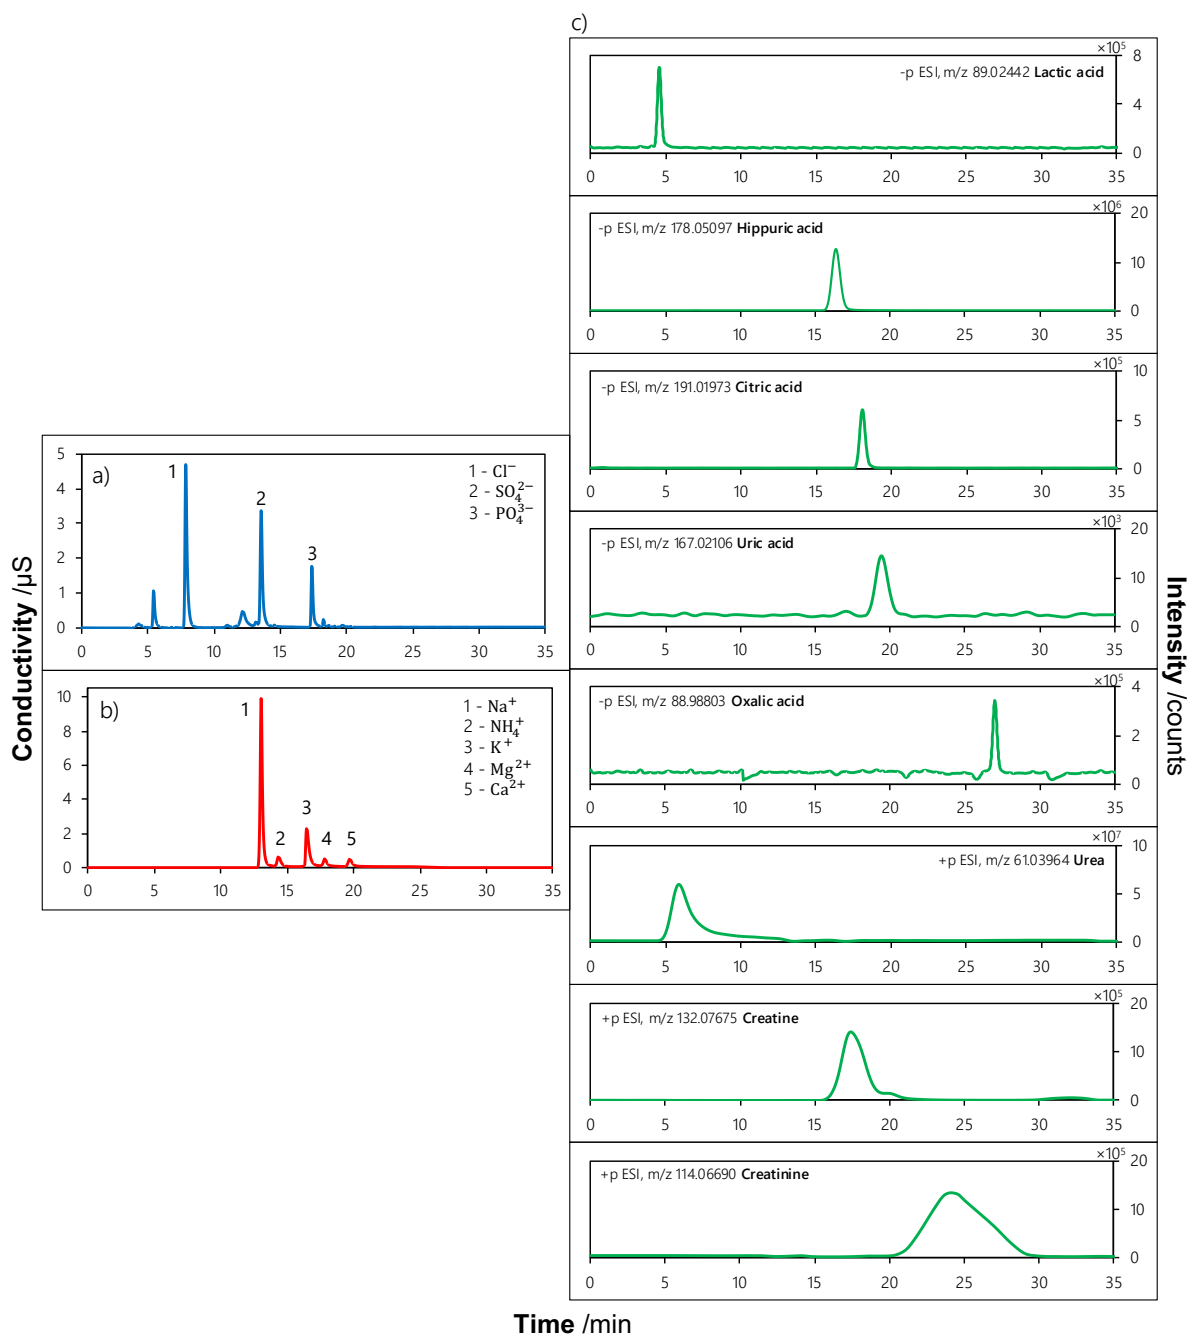 c)
×10⁵
-p ESI, m/z 89.02442 Lactic acid
8
4
0
0 5 10 15 20 25 30 35
×10⁶
-p ESI, m/z 178.05097 Hippuric acid
20
10
0
0 5 10 15 20 25 30 35
×10⁵
-p ESI, m/z 191.01973 Citric acid
10
5
0
0 5 10 15 20 25 30 35
×10³
-p ESI, m/z 167.02106 Uric acid
20
10
0
0 5 10 15 20 25 30 35
×10⁵
-p ESI, m/z 88.98803 Oxalic acid
4
2
0
0 5 10 15 20 25 30 35
×10⁷
+p ESI, m/z 61.03964 Urea
10
5
0
0 5 10 15 20 25 30 35
×10⁵
+p ESI, m/z 132.07675 Creatine
20
10
0
0 5 10 15 20 25 30 35
×10⁵
+p ESI, m/z 114.06690 Creatinine
20
10
0
0 5 10 15 20 25 30 35
Intensity /counts
Conductivity /µS
a)
5
4
3
2
1
0
1
2
3
1 - Cl⁻
2 - SO₄²⁻
3 - PO₄³⁻
0 5 10 15 20 25 30 35
b)
10
8
6
4
2
0
1
2
3
4
5
1 - Na⁺
2 - NH₄⁺
3 - K⁺
4 - Mg²⁺
5 - Ca²⁺
0 5 10 15 20 25 30 35
Time /min